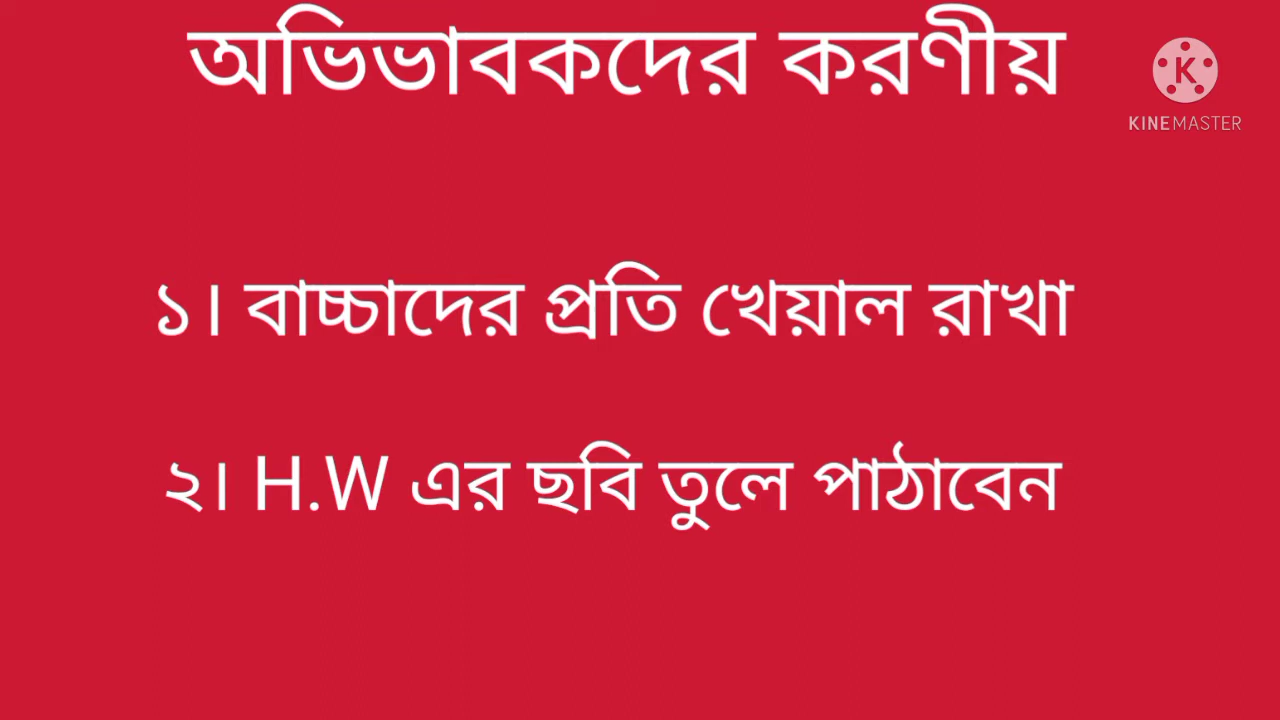 অভিভাবকদের করণীয়
KINEMASTER
১। বাচ্চাদের প্রতি খেয়াল রাখা
২। H.W এর ছবি তুলে পাঠাবেন